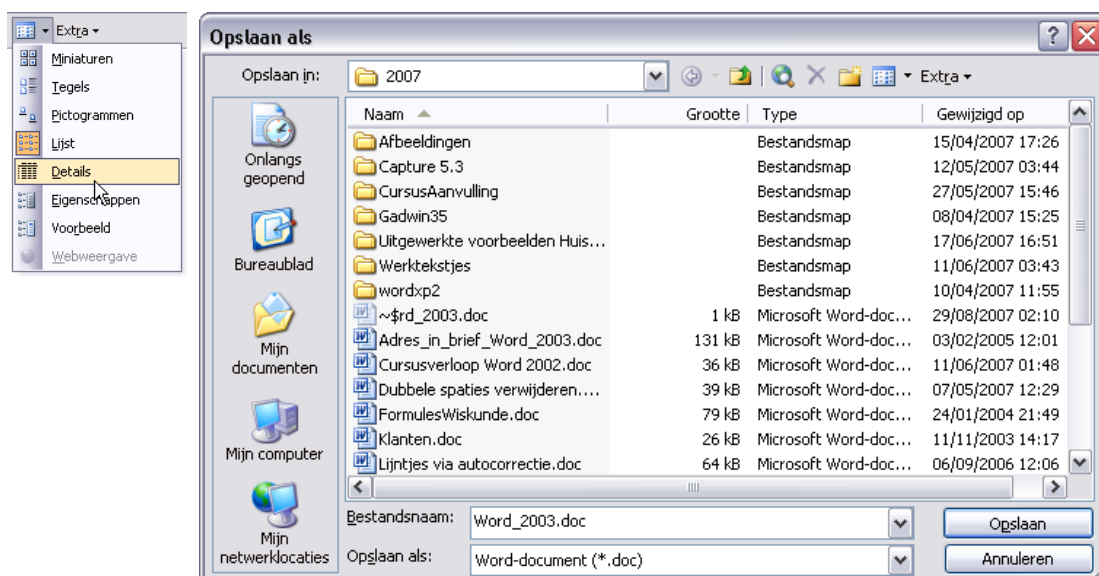 Extra
Miniaturen
Tegels
Pictogrammen
Lijst
Details
Eigenschappen
Voorbeeld
Webweergave
Opslaan als
Opslaan in: 2007 Extra
Onlangs
geopend
Bureaublad
Mijn
documenten
Mijn computer
Mijn
netwerklocaties
Naam Grootte Type Gewijzigd op
Afbeeldingen Bestandsmap 15/04/2007 17:26
Capture 5.3 Bestandsmap 12/05/2007 03:44
CursusAanvulling Bestandsmap 27/05/2007 15:46
Gadwin35 Bestandsmap 08/04/2007 15:25
Uitgewerkte voorbeelden Huis... Bestandsmap 17/06/2007 16:51
Werktekstjes Bestandsmap 11/06/2007 03:43
wordxp2 Bestandsmap 10/04/2007 11:55
~$rd_2003.doc 1 kB Microsoft Word-doc... 29/08/2007 02:10
Adres_in_brief_Word_2003.doc 131 kB Microsoft Word-doc... 03/02/2005 12:01
Cursusverloop Word 2002.doc 36 kB Microsoft Word-doc... 11/06/2007 01:48
Dubbele spaties verwijderen.... 39 kB Microsoft Word-doc... 07/05/2007 12:29
FormulesWiskunde.doc 79 kB Microsoft Word-doc... 24/01/2004 21:49
Klanten.doc 26 kB Microsoft Word-doc... 11/11/2003 14:17
Lijntjes via autocorrectie.doc 64 kB Microsoft Word-doc... 06/09/2006 12:06
Bestandsnaam: Word_2003.doc Opslaan
Opslaan als: Word-document (*.doc) Annuleren